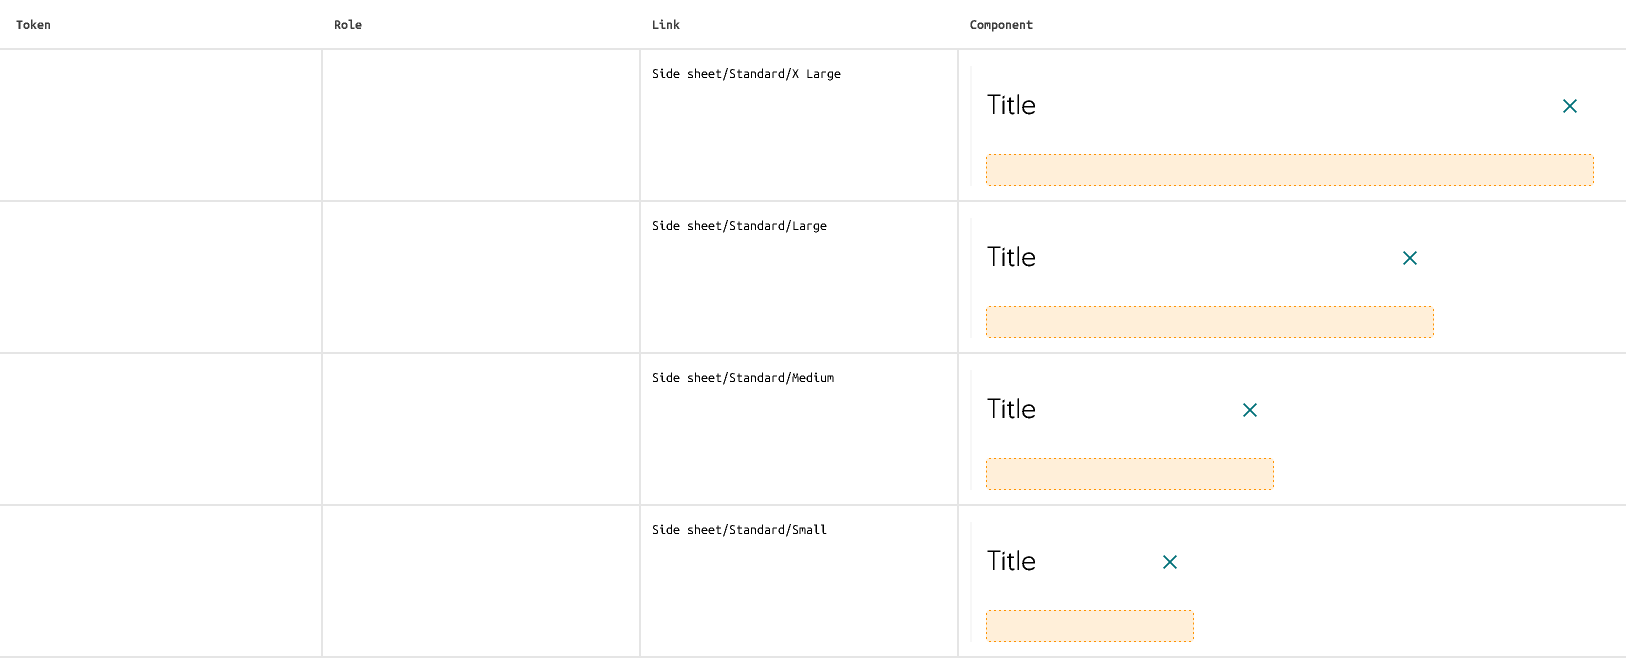 Token Role Link Component
Side sheet/Standard/X Large
Title
Side sheet/Standard/Large
Title
Side sheet/Standard/Medium
Title
Side sheet/Standard/Small
Title